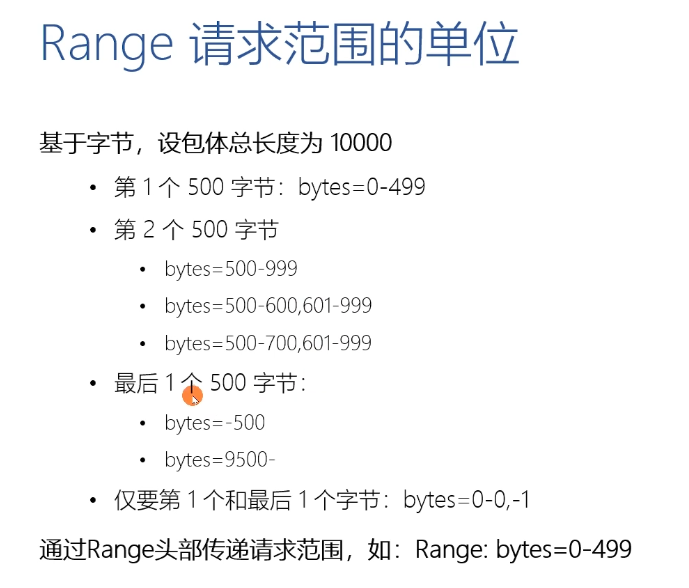 Range 请求范围的单位
基于字节，设包体总长度为 10000
• 第 1 个 500 字节：bytes=0-499
• 第 2 个 500 字节
• bytes=500-999
• bytes=500-600,601-999
• bytes=500-700,601-999
• 最后 1 个 500 字节：
• bytes=-500
• bytes=9500-
• 仅要第 1 个和最后 1 个字节：bytes=0-0,-1
通过Range头部传递请求范围，如：Range: bytes=0-499